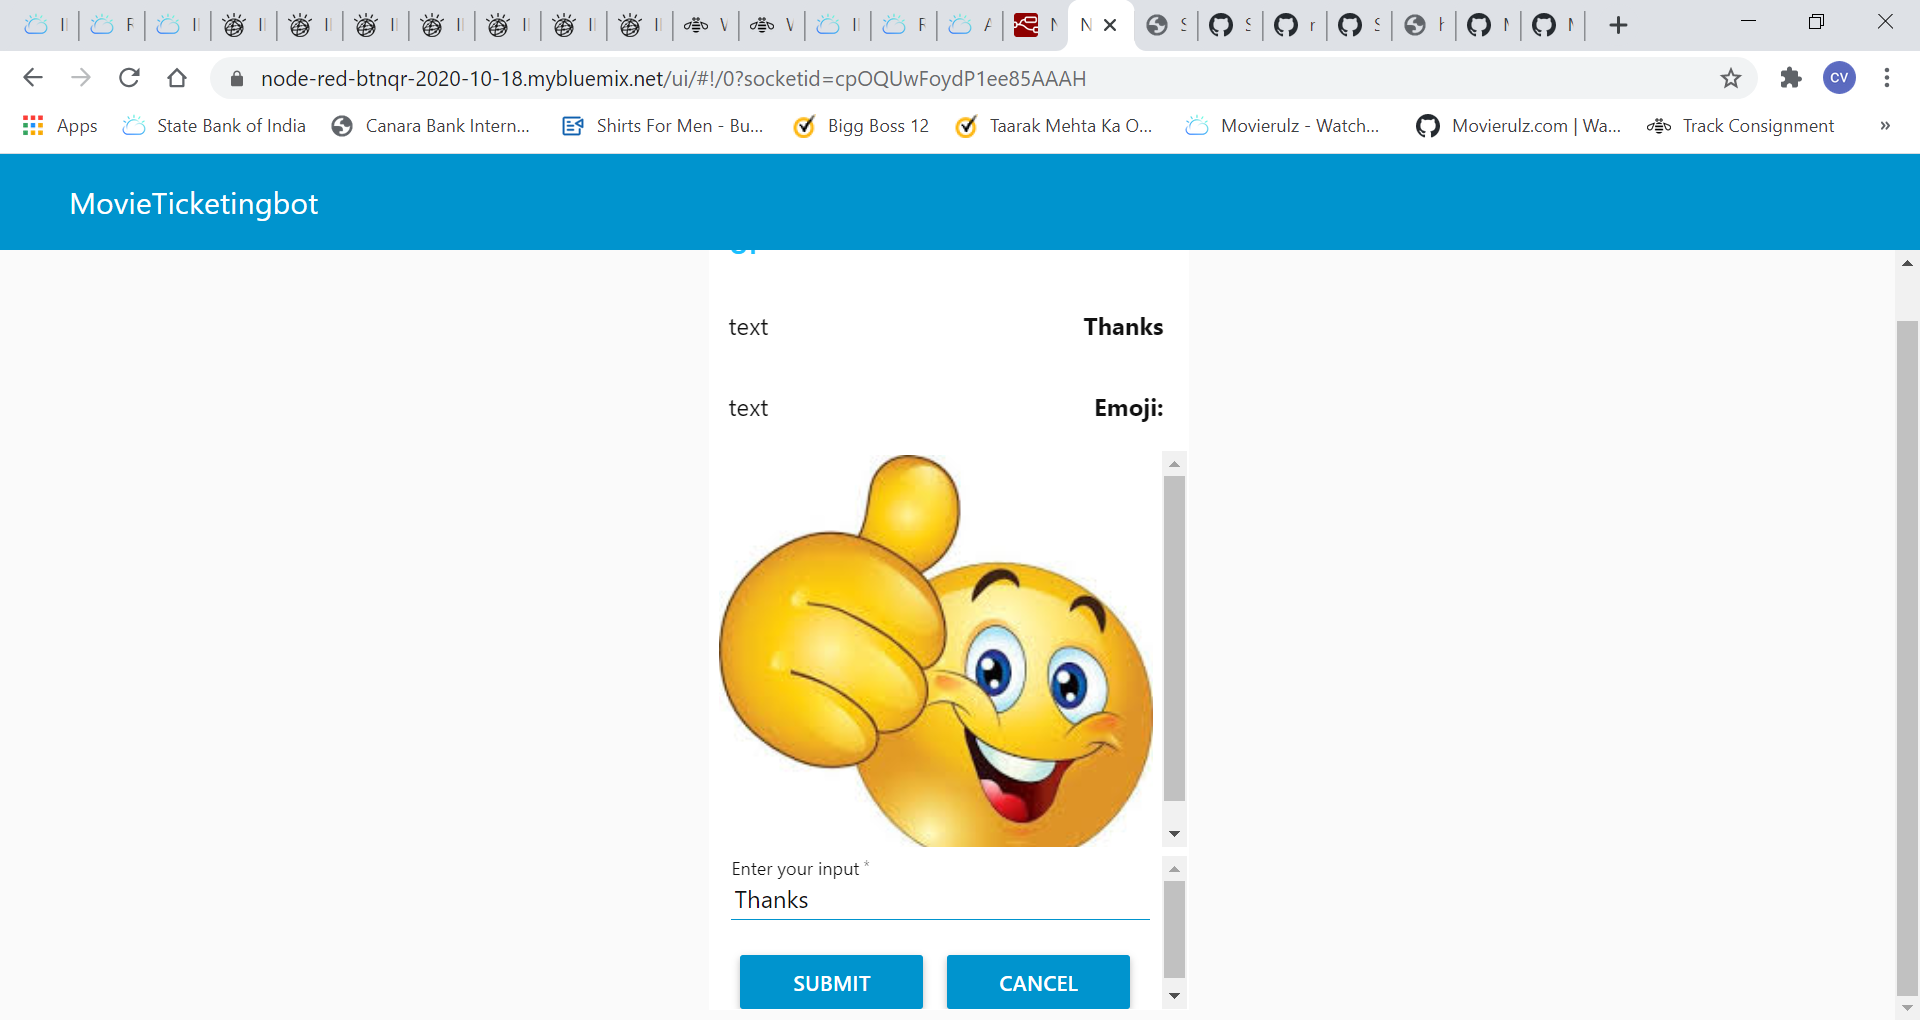 node-red-btnqr-2020-10-18.mybluemix.net/ui/#!/0?socketid=cpOQUwFoydP1ee85AAAH
CV
Apps State Bank of India Canara Bank Intern... Shirts For Men - Bu... Bigg Boss 12 Taarak Mehta Ka O... Movierulz - Watch... Movierulz.com | Wa... Track Consignment »
MovieTicketingbot
text Thanks
text Emoji:
Enter your input *
Thanks
SUBMIT CANCEL